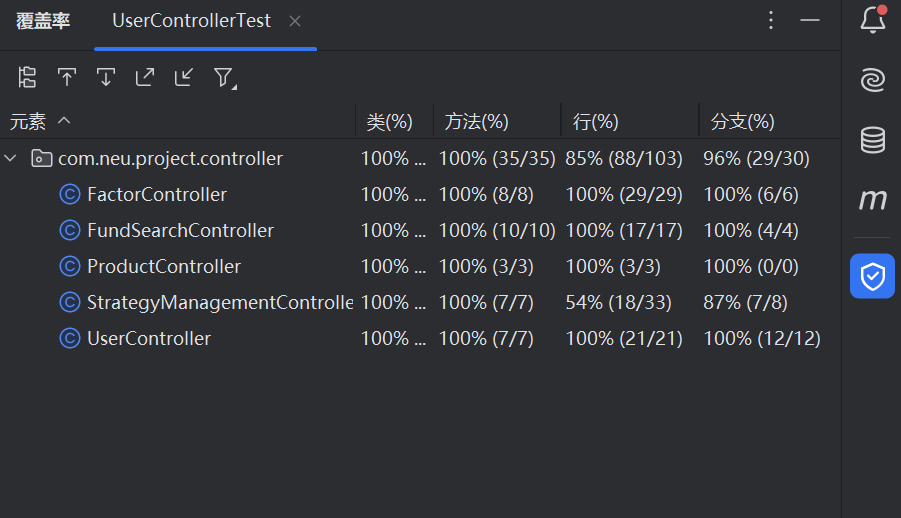 覆盖率 UserControllerTest
元素 类(%) 方法(%) 行(%) 分支(%)
com.neu.project.controller 100% ... 100% (35/35) 85% (88/103) 96% (29/30)
FactorController 100% ... 100% (8/8) 100% (29/29) 100% (6/6)
FundSearchController 100% ... 100% (10/10) 100% (17/17) 100% (4/4)
ProductController 100% ... 100% (3/3) 100% (3/3) 100% (0/0)
StrategyManagementControlle 100% ... 100% (7/7) 54% (18/33) 87% (7/8)
UserController 100% ... 100% (7/7) 100% (21/21) 100% (12/12)
m